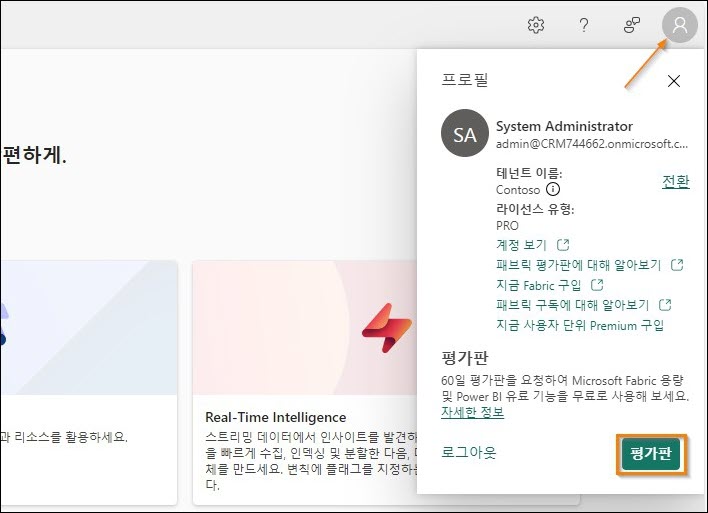 ?
프로필
SA
System Administrator
admin@CRM744662.onmicrosoft.c...
테넌트 이름:
Contoso
전환
라이선스 유형:
PRO
계정 보기
패브릭 평가판에 대해 알아보기
지금 Fabric 구입
패브릭 구독에 대해 알아보기
지금 사용자 단위 Premium 구입
평가판
60일 평가판을 요청하여 Microsoft Fabric 용량
및 Power BI 유료 기능을 무료로 사용해 보세요.
자세한 정보
로그아웃
평가판
편하게.
과 리소스를 활용하세요.
Real-Time Intelligence
스트리밍 데이터에서 인사이트를 발견하
을 빠르게 수집, 인덱싱 및 분할한 다음,
체를 만드세요. 변칙에 플래그를 지정하는
다.